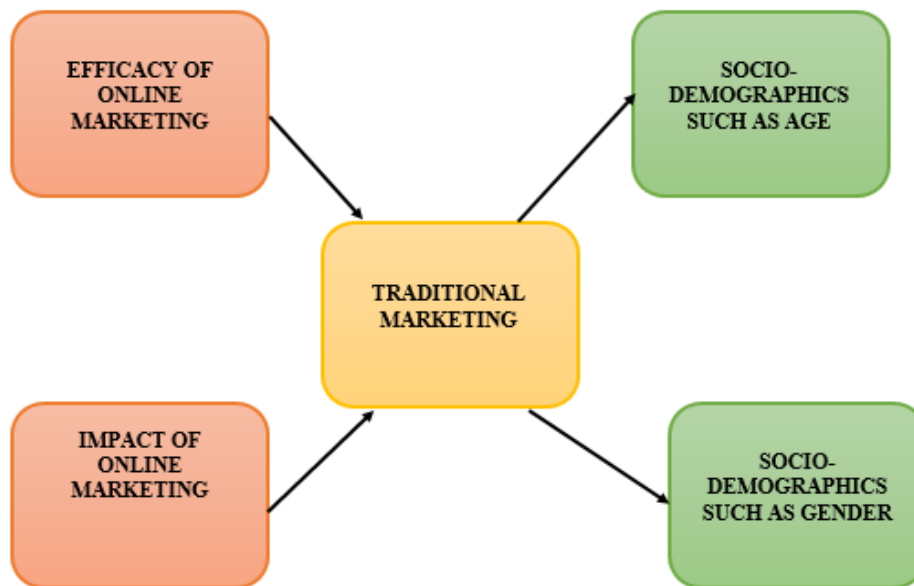 EFFICACY OF
ONLINE
MARKETING
SOCIO-
DEMOGRAPHICS
SUCH AS AGE
TRADITIONAL
MARKETING
IMPACT OF
ONLINE
MARKETING
SOCIO-
DEMOGRAPHICS
SUCH AS GENDER